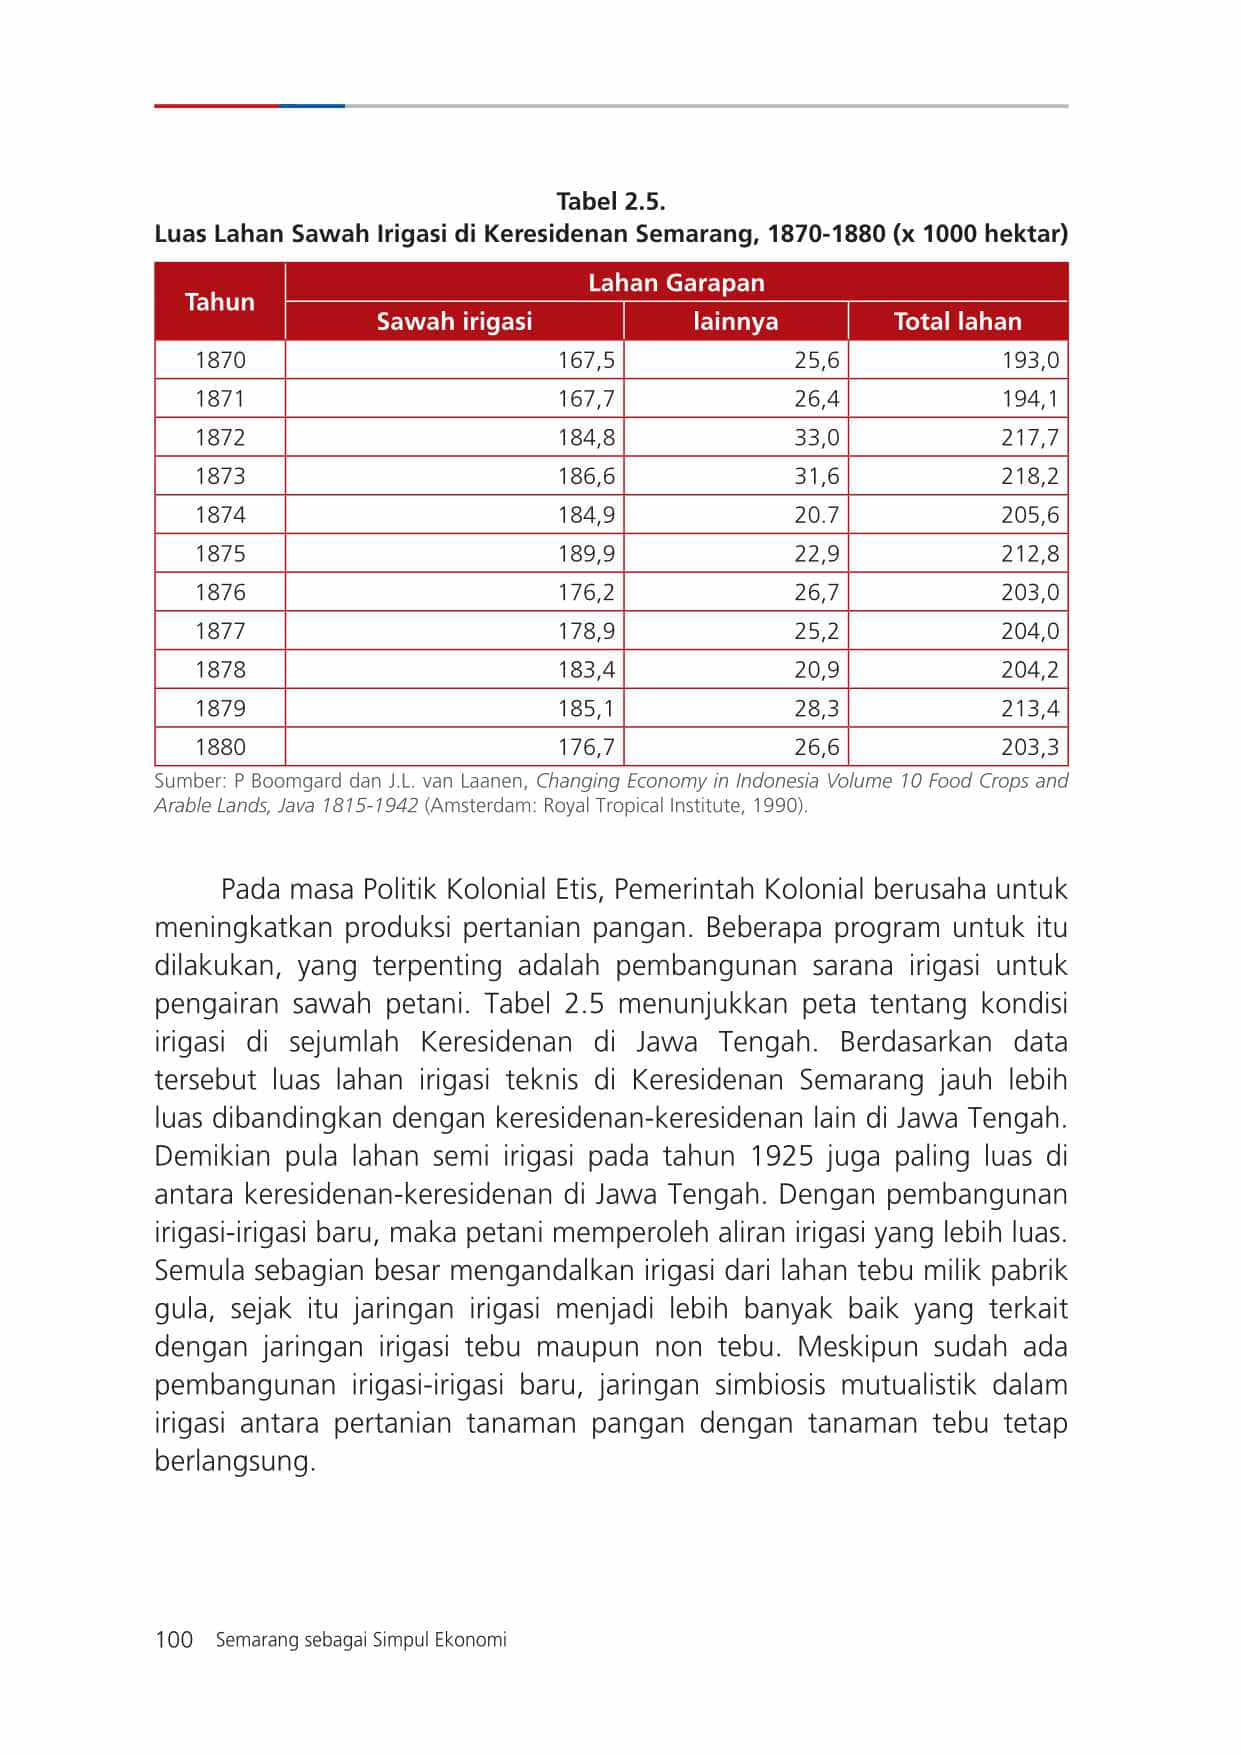 Tabel 2.5.
Luas Lahan Sawah Irigasi di Keresidenan Semarang, 1870-1880 (x 1000 hektar)
Tahun Lahan Garapan
Sawah irigasi lainnya Total lahan
1870 167,5 25,6 193,0
1871 167,7 26,4 194,1
1872 184,8 33,0 217,7
1873 186,6 31,6 218,2
1874 184,9 20.7 205,6
1875 189,9 22,9 212,8
1876 176,2 26,7 203,0
1877 178,9 25,2 204,0
1878 183,4 20,9 204,2
1879 185,1 28,3 213,4
1880 176,7 26,6 203,3
Sumber: P Boomgard dan J.L. van Laanen, Changing Economy in Indonesia Volume 10 Food Crops and
Arable Lands, Java 1815-1942 (Amsterdam: Royal Tropical Institute, 1990).
Pada masa Politik Kolonial Etis, Pemerintah Kolonial berusaha untuk
meningkatkan produksi pertanian pangan. Beberapa program untuk itu
dilakukan, yang terpenting adalah pembangunan sarana irigasi untuk
pengairan sawah petani. Tabel 2.5 menunjukkan peta tentang kondisi
irigasi di sejumlah Keresidenan di Jawa Tengah. Berdasarkan data
tersebut luas lahan irigasi teknis di Keresidenan Semarang jauh lebih
luas dibandingkan dengan keresidenan-keresidenan lain di Jawa Tengah.
Demikian pula lahan semi irigasi pada tahun 1925 juga paling luas di
antara keresidenan-keresidenan di Jawa Tengah. Dengan pembangunan
irigasi-irigasi baru, maka petani memperoleh aliran irigasi yang lebih luas.
Semula sebagian besar mengandalkan irigasi dari lahan tebu milik pabrik
gula, sejak itu jaringan irigasi menjadi lebih banyak baik yang terkait
dengan jaringan irigasi tebu maupun non tebu. Meskipun sudah ada
pembangunan irigasi-irigasi baru, jaringan simbiosis mutualistik dalam
irigasi antara pertanian tanaman pangan dengan tanaman tebu tetap
berlangsung.
100 Semarang sebagai Simpul Ekonomi